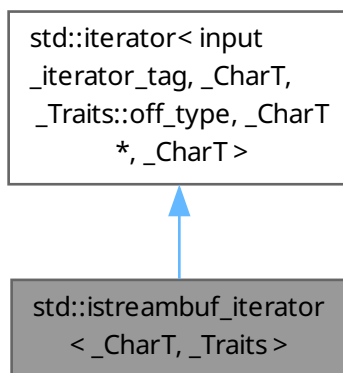 std::iterator< input
_iterator_tag, _CharT,
_Traits::off_type, _CharT
*, _CharT >
std::istreambuf_iterator
< _CharT, _Traits >